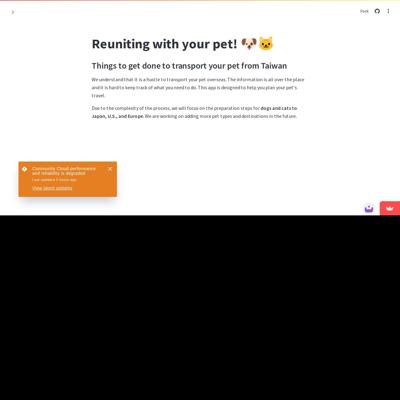 Fork
Reuniting with your pet! 🐶🐱
Things to get done to transport your pet from Taiwan
We understand that it is a hastle to transport your pet overseas. The information is all over the place
and it is hard to keep track of what you need to do. This app is designed to help you plan your pet's
travel.
Due to the complexity of the process, we will focus on the preparation steps for dogs and cats to
Japan, U.S., and Europe. We are working on adding more pet types and destinations in the future.
Community Cloud performance
and reliability is degraded
Last updated 5 hours ago
View latest updates